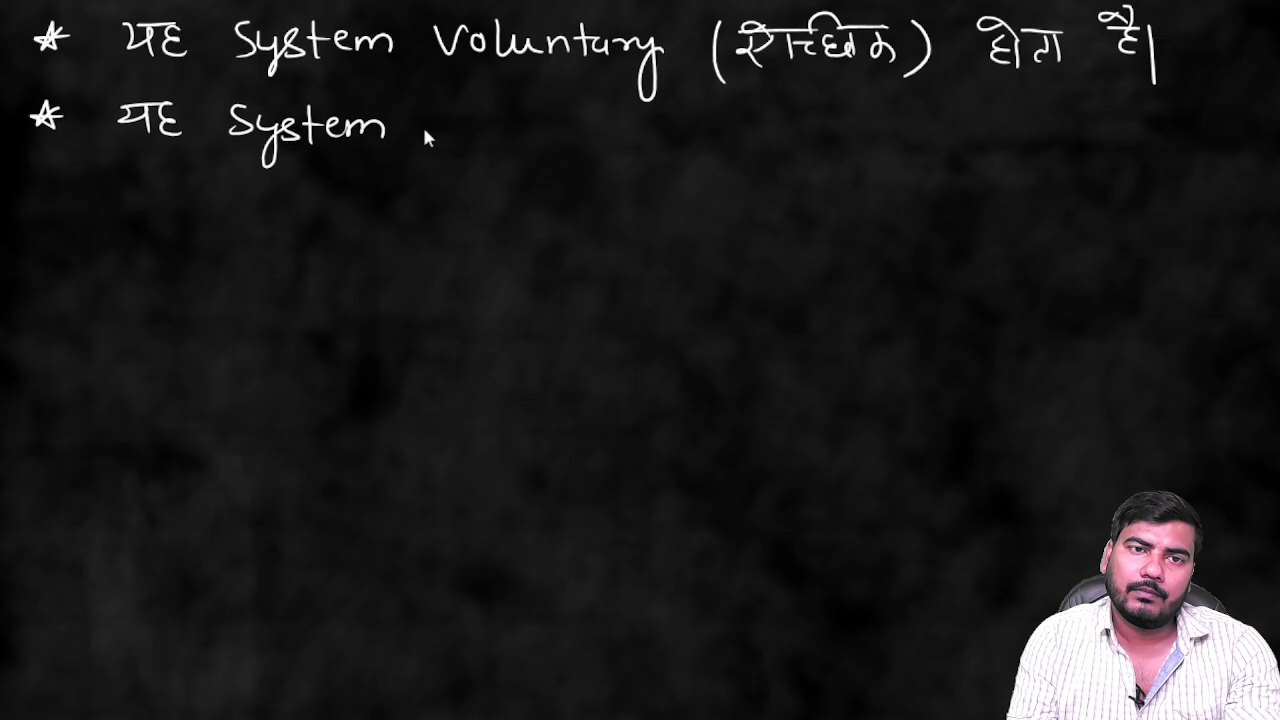 * यह System Voluntary (ऐच्छिक) होता है।
* यह System